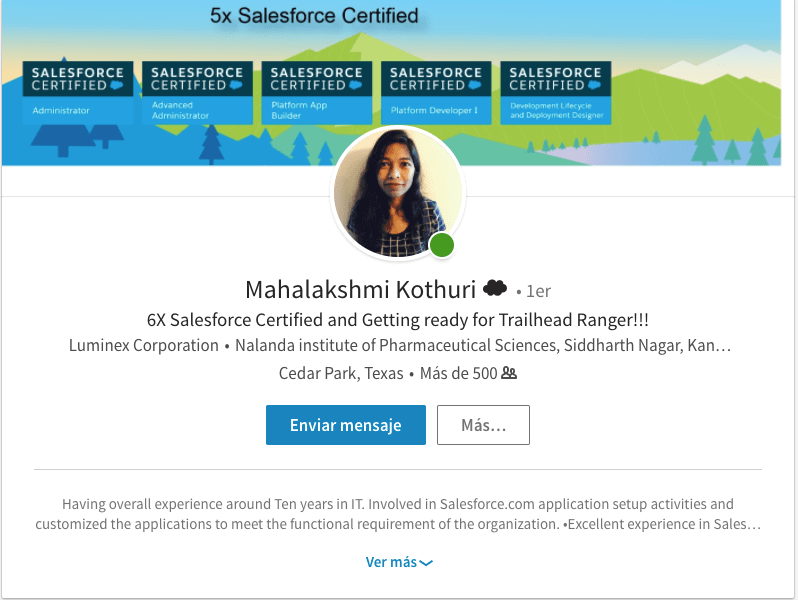 5x Salesforce Certified
SALESFORCE CERTIFIED
Administrator
SALESFORCE CERTIFIED
Advanced Administrator
SALESFORCE CERTIFIED
Platform App Builder
SALESFORCE CERTIFIED
Platform Developer I
SALESFORCE CERTIFIED
Development Lifecycle and Deployment Designer
Mahalakshmi Kothuri • 1er
6X Salesforce Certified and Getting ready for Trailhead Ranger!!!
Luminex Corporation • Nalanda institute of Pharmaceutical Sciences, Siddharth Nagar, Kan…
Cedar Park, Texas • Más de 500
Enviar mensaje
Más…
Having overall experience around Ten years in IT. Involved in Salesforce.com application setup activities and
customized the applications to meet the functional requirement of the organization. •Excellent experience in Sales…
Ver más